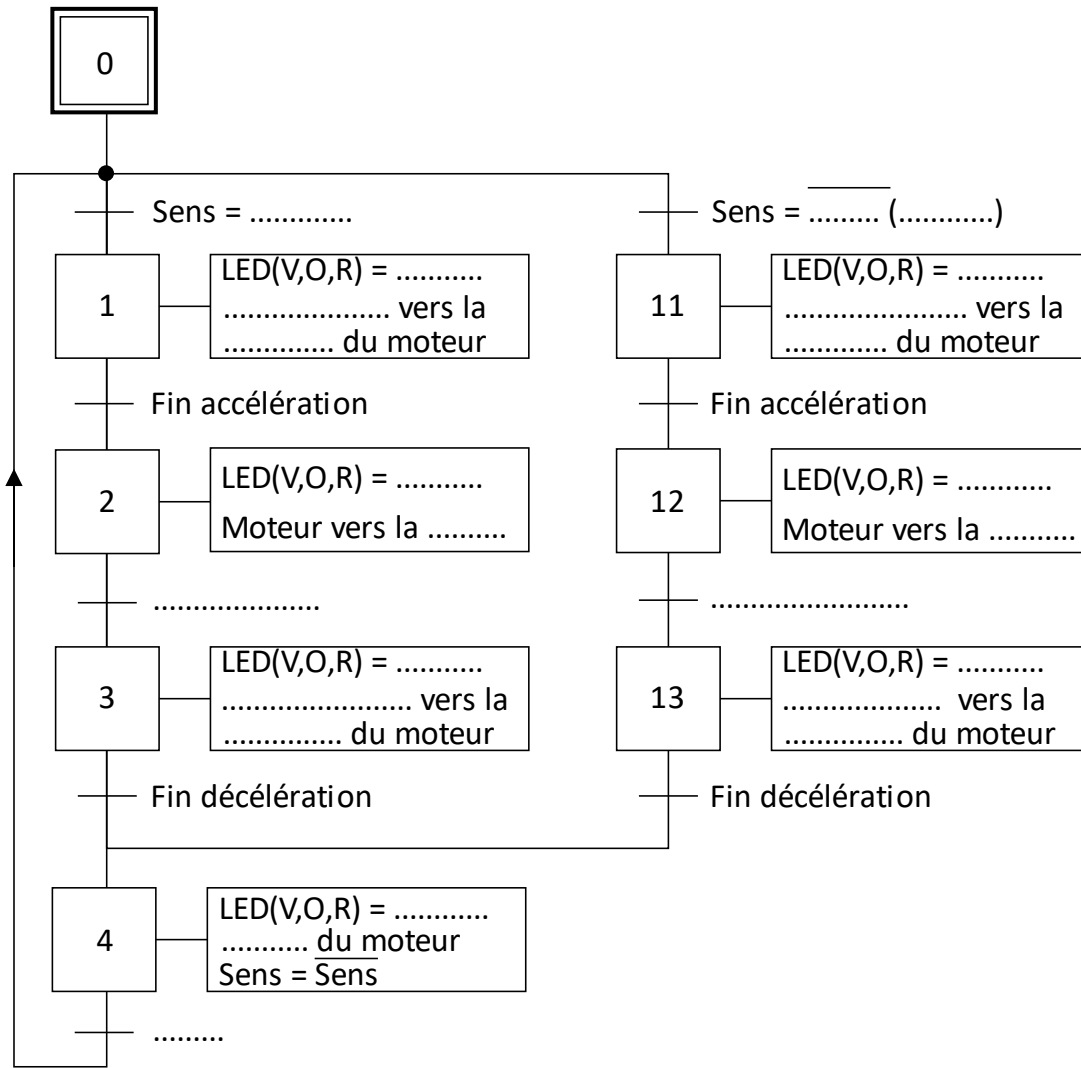 0
Sens = .............
Sens = ......... (............)
1
LED(V,O,R) = ...........
..................... vers la
.............. du moteur
11
LED(V,O,R) = ...........
....................... vers la
............. du moteur
Fin accélération
Fin accélération
2
LED(V,O,R) = ...........
Moteur vers la ..........
12
LED(V,O,R) = ............
Moteur vers la ...........
.....................
.........................
3
LED(V,O,R) = ...........
........................ vers la
............... du moteur
13
LED(V,O,R) = ...........
.................... vers la
............... du moteur
Fin décélération
Fin décélération
4
LED(V,O,R) = ............
........... du moteur
Sens = S̅e̅n̅s̅
.........